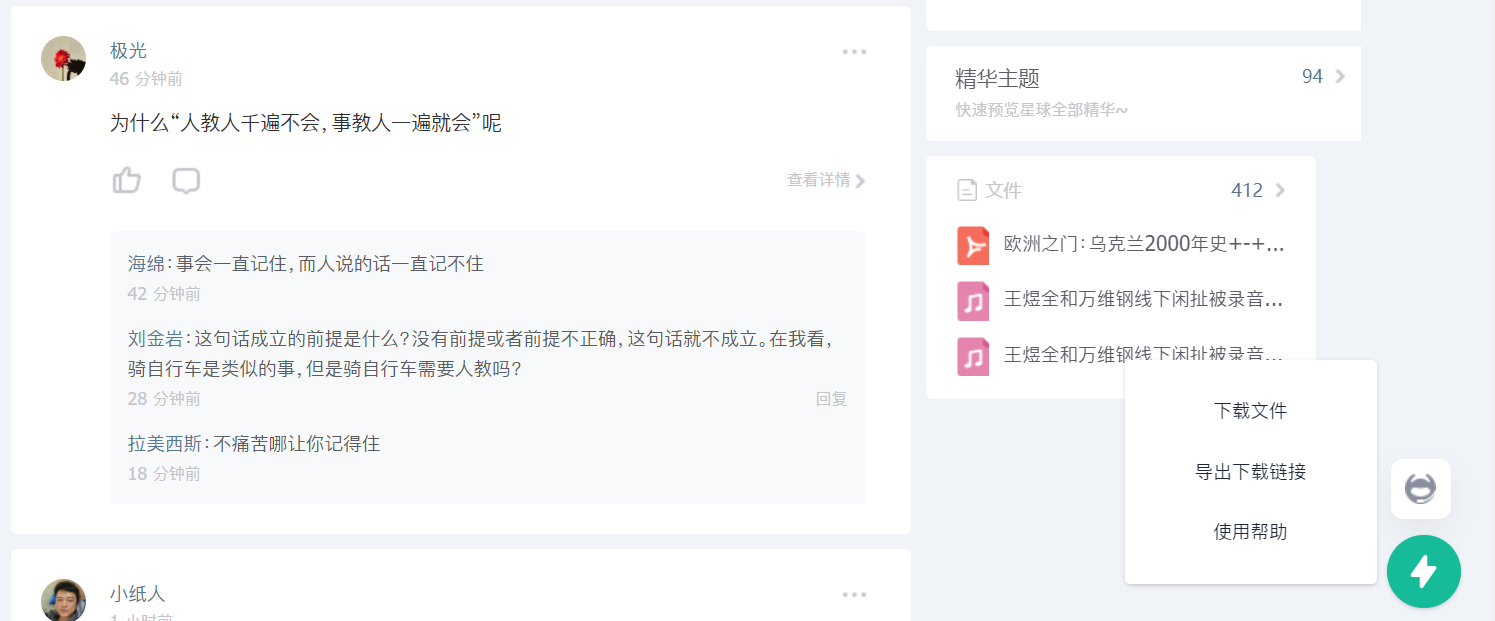 极光
46 分钟前
为什么“人教人千遍不会，事教人一遍就会”呢
查看详情
海绵：事会一直记住，而人说的话一直记不住
42 分钟前
刘金岩：这句话成立的前提是什么？没有前提或者前提不正确，这句话就不成立。在我看，
骑自行车是类似的事，但是骑自行车需要人教吗？
28 分钟前
回复
拉美西斯：不痛苦哪让你记得住
18 分钟前
小纸人
1 小时前
精华主题
94
快速预览星球全部精华~
文件
412
欧洲之门：乌克兰2000年史+-+...
王煜全和万维钢线下闲扯被录音...
王煜全和万维钢线下闲扯被录音...
下载文件
导出下载链接
使用帮助